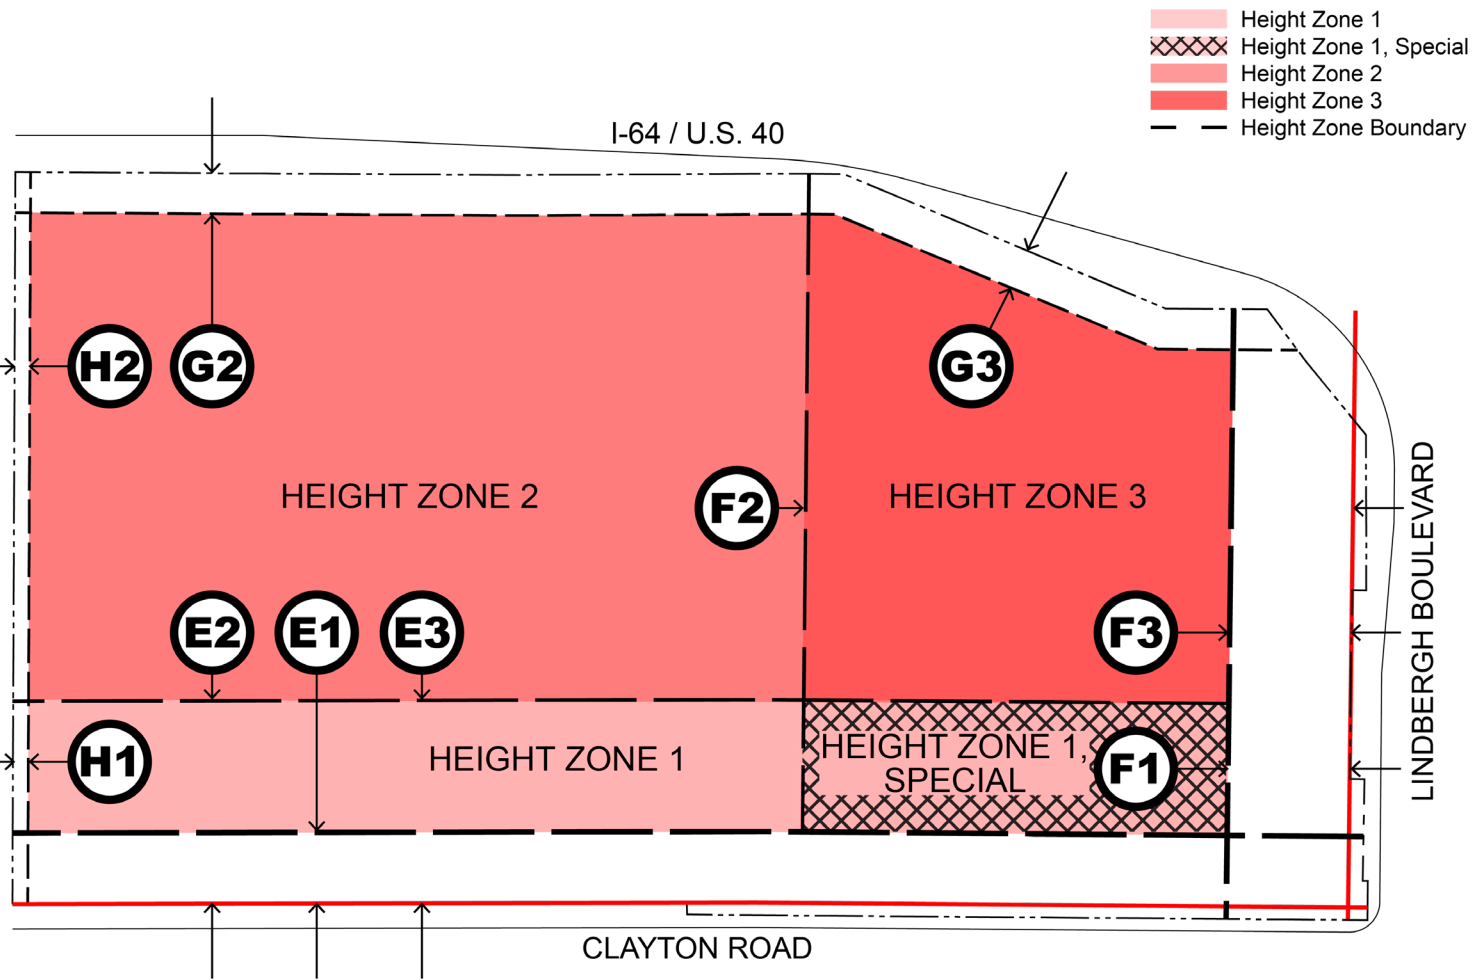 Height Zone 1
Height Zone 1, Special
Height Zone 2
Height Zone 3
Height Zone Boundary
I-64 / U.S. 40
H2
G2
G3
HEIGHT ZONE 2
F2
HEIGHT ZONE 3
E2
E1
E3
F3
LINDBERGH BOULEVARD
H1
HEIGHT ZONE 1
HEIGHT ZONE 1,
SPECIAL
F1
CLAYTON ROAD